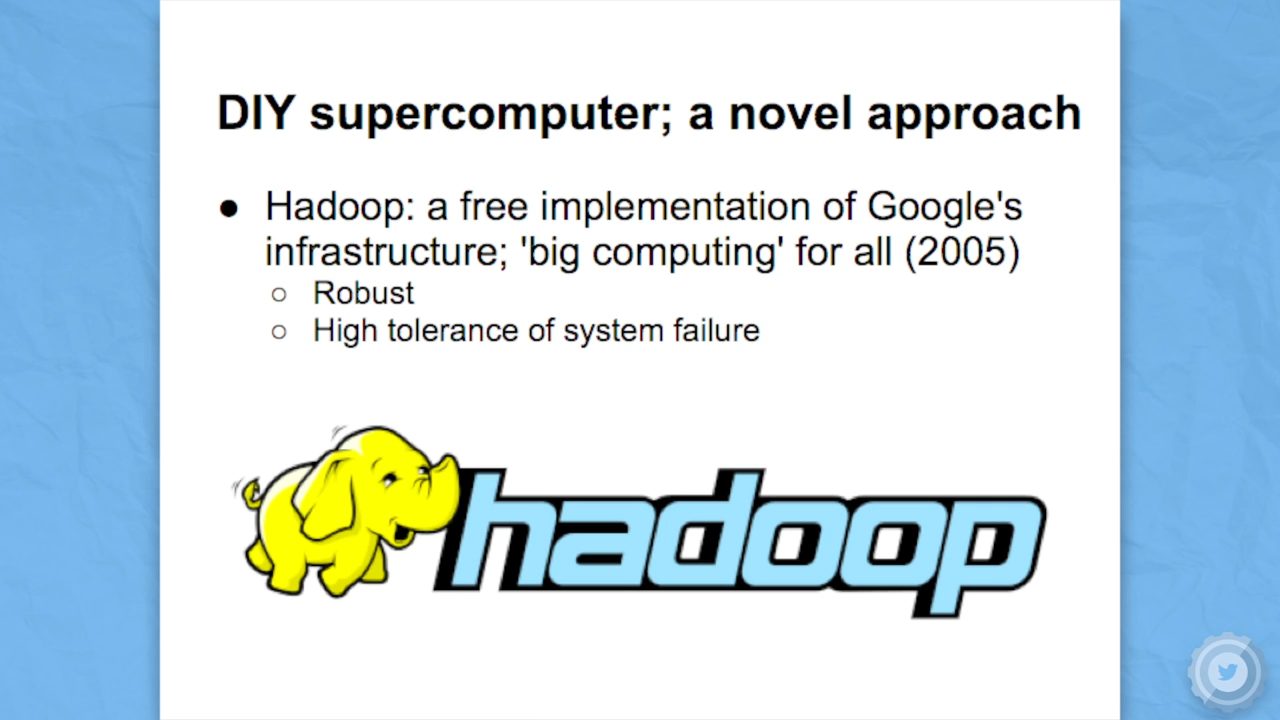 DIY supercomputer; a novel approach
● Hadoop: a free implementation of Google's
infrastructure; 'big computing' for all (2005)
○ Robust
○ High tolerance of system failure
hadoop